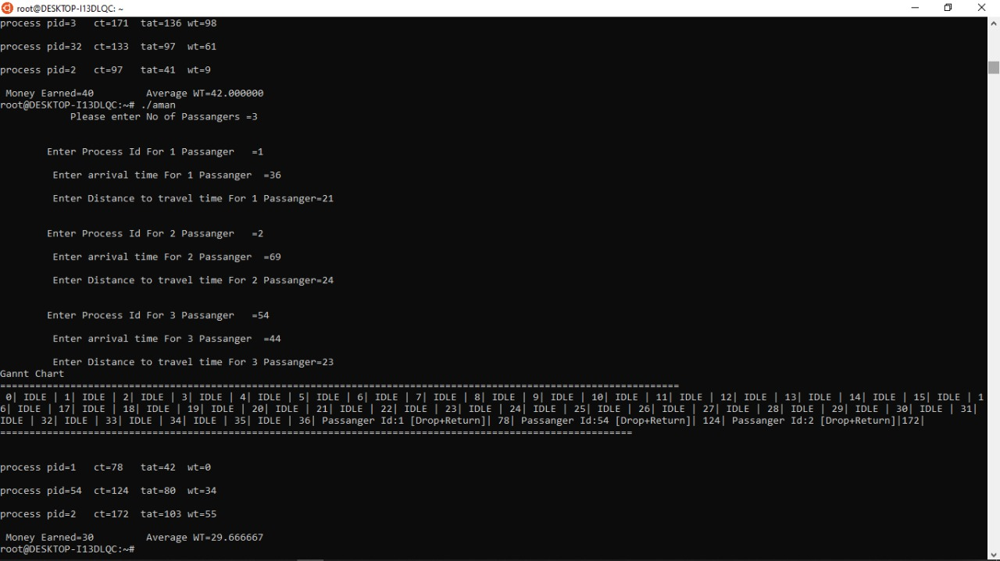 root@DESKTOP-I13DLQC: ~
process pid=3   ct=171  tat=136 wt=98
process pid=32  ct=133  tat=97  wt=61
process pid=2   ct=97   tat=41  wt=9
 Money Earned=40         Average WT=42.000000
root@DESKTOP-I13DLQC:~# ./aman
            Please enter No of Passangers =3
        Enter Process Id For 1 Passanger   =1
         Enter arrival time For 1 Passanger  =36
         Enter Distance to travel time For 1 Passanger=21
        Enter Process Id For 2 Passanger   =2
         Enter arrival time For 2 Passanger  =69
         Enter Distance to travel time For 2 Passanger=24
        Enter Process Id For 3 Passanger   =54
         Enter arrival time For 3 Passanger  =44
         Enter Distance to travel time For 3 Passanger=23
Gannt Chart
====================================================================================================================
 0| IDLE | 1| IDLE | 2| IDLE | 3| IDLE | 4| IDLE | 5| IDLE | 6| IDLE | 7| IDLE | 8| IDLE | 9| IDLE | 10| IDLE | 11| IDLE | 12| IDLE | 13| IDLE | 14| IDLE | 15| IDLE | 1
6| IDLE | 17| IDLE | 18| IDLE | 19| IDLE | 20| IDLE | 21| IDLE | 22| IDLE | 23| IDLE | 24| IDLE | 25| IDLE | 26| IDLE | 27| IDLE | 28| IDLE | 29| IDLE | 30| IDLE | 31|
IDLE | 32| IDLE | 33| IDLE | 34| IDLE | 35| IDLE | 36| Passanger Id:1 [Drop+Return]| 78| Passanger Id:54 [Drop+Return]| 124| Passanger Id:2 [Drop+Return]|172|
============================================================================================================
process pid=1   ct=78   tat=42  wt=0
process pid=54  ct=124  tat=80  wt=34
process pid=2   ct=172  tat=103 wt=55
 Money Earned=30         Average WT=29.666667
root@DESKTOP-I13DLQC:~#